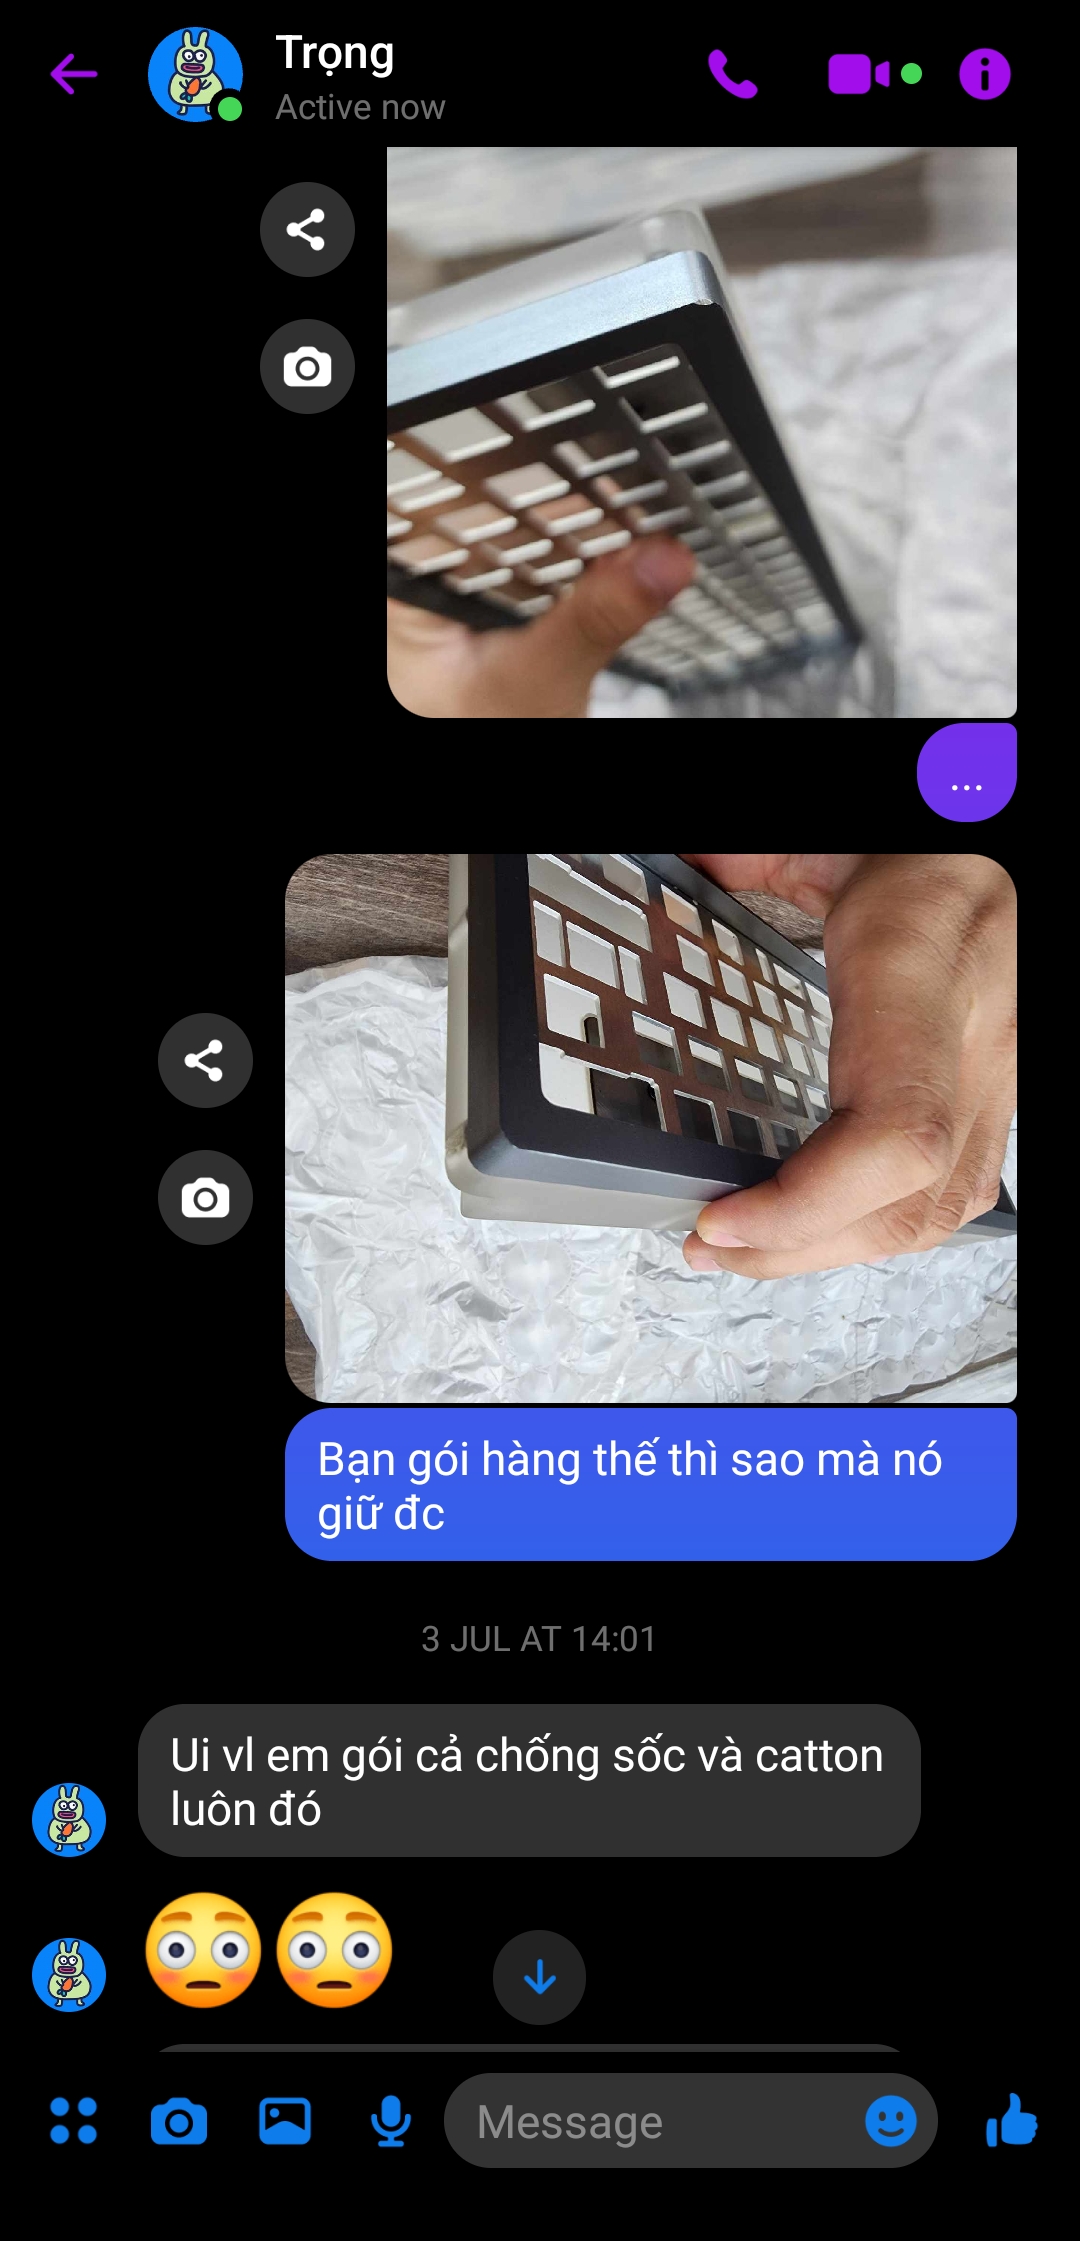 Trọng
Active now
...
Bạn gói hàng thế thì sao mà nó
giữ đc
3 JUL AT 14:01
Ui vl em gói cả chống sốc và catton
luôn đó
Message